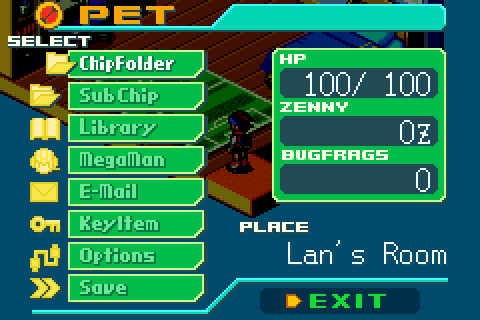 PET
SELECT
ChipFolder
SubChip
Library
MegaMan
E-Mail
KeyItem
Options
Save
HP
100/ 100
ZENNY
0z
BUGFRAGS
0
PLACE
Lan's Room
EXIT